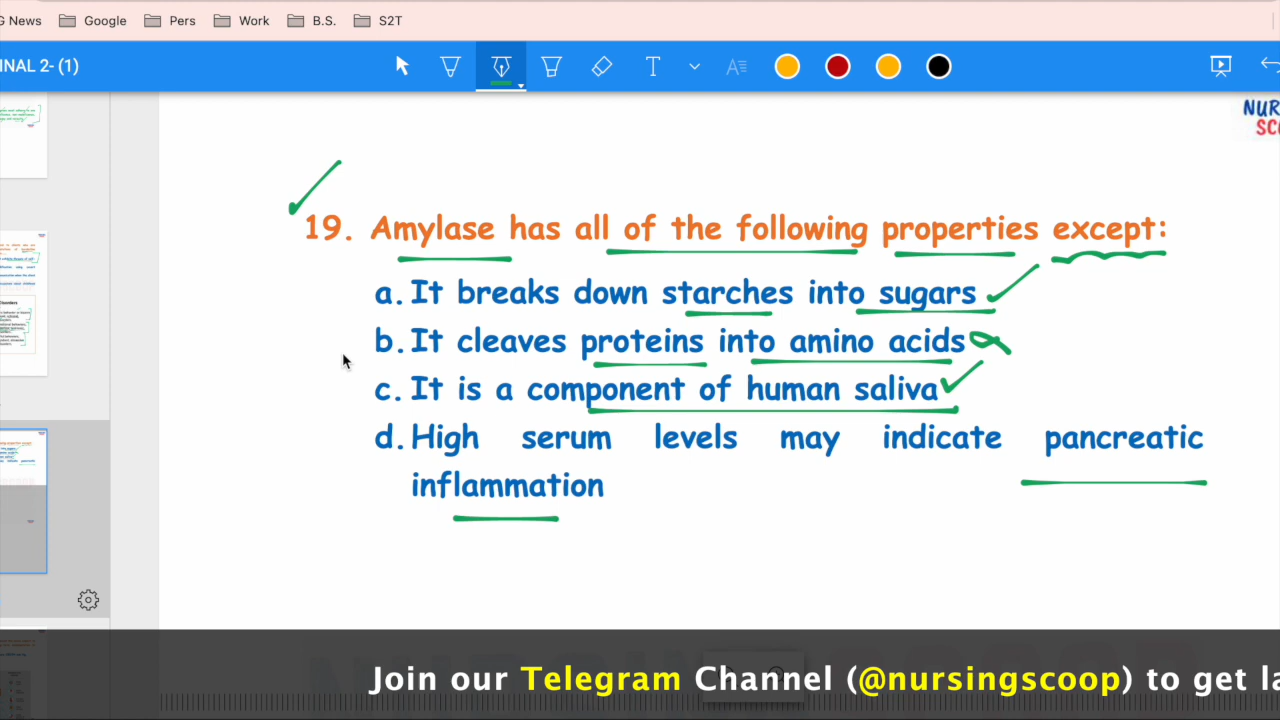 G News Google Pers Work B.S. S2T
INAL 2- (1)
NUR
SCO
19. Amylase has all of the following properties except:
a. It breaks down starches into sugars
b. It cleaves proteins into amino acids
c. It is a component of human saliva
d. High serum levels may indicate pancreatic
inflammation
Join our Telegram Channel (@nursingscoop) to get la